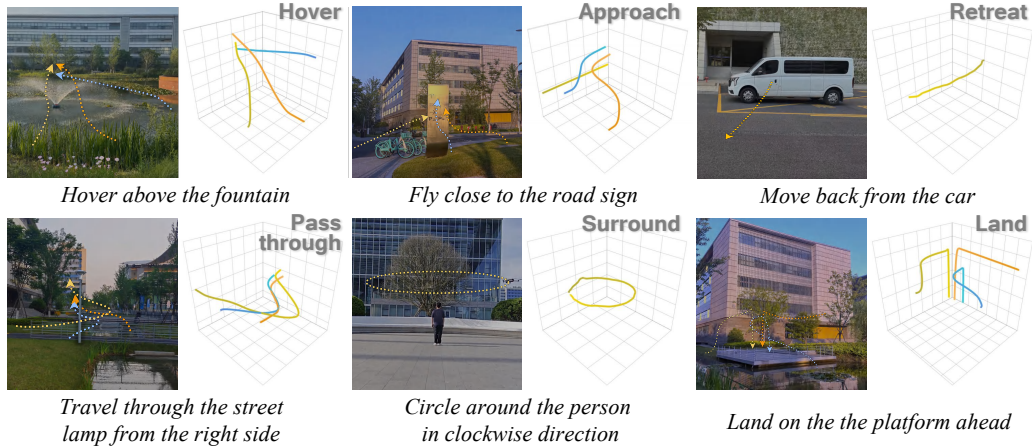 Hover
Hover above the fountain
Approach
Fly close to the road sign
Retreat
Move back from the car
Pass
through
Travel through the street
lamp from the right side
Surround
Circle around the person
in clockwise direction
Land
Land on the the platform ahead